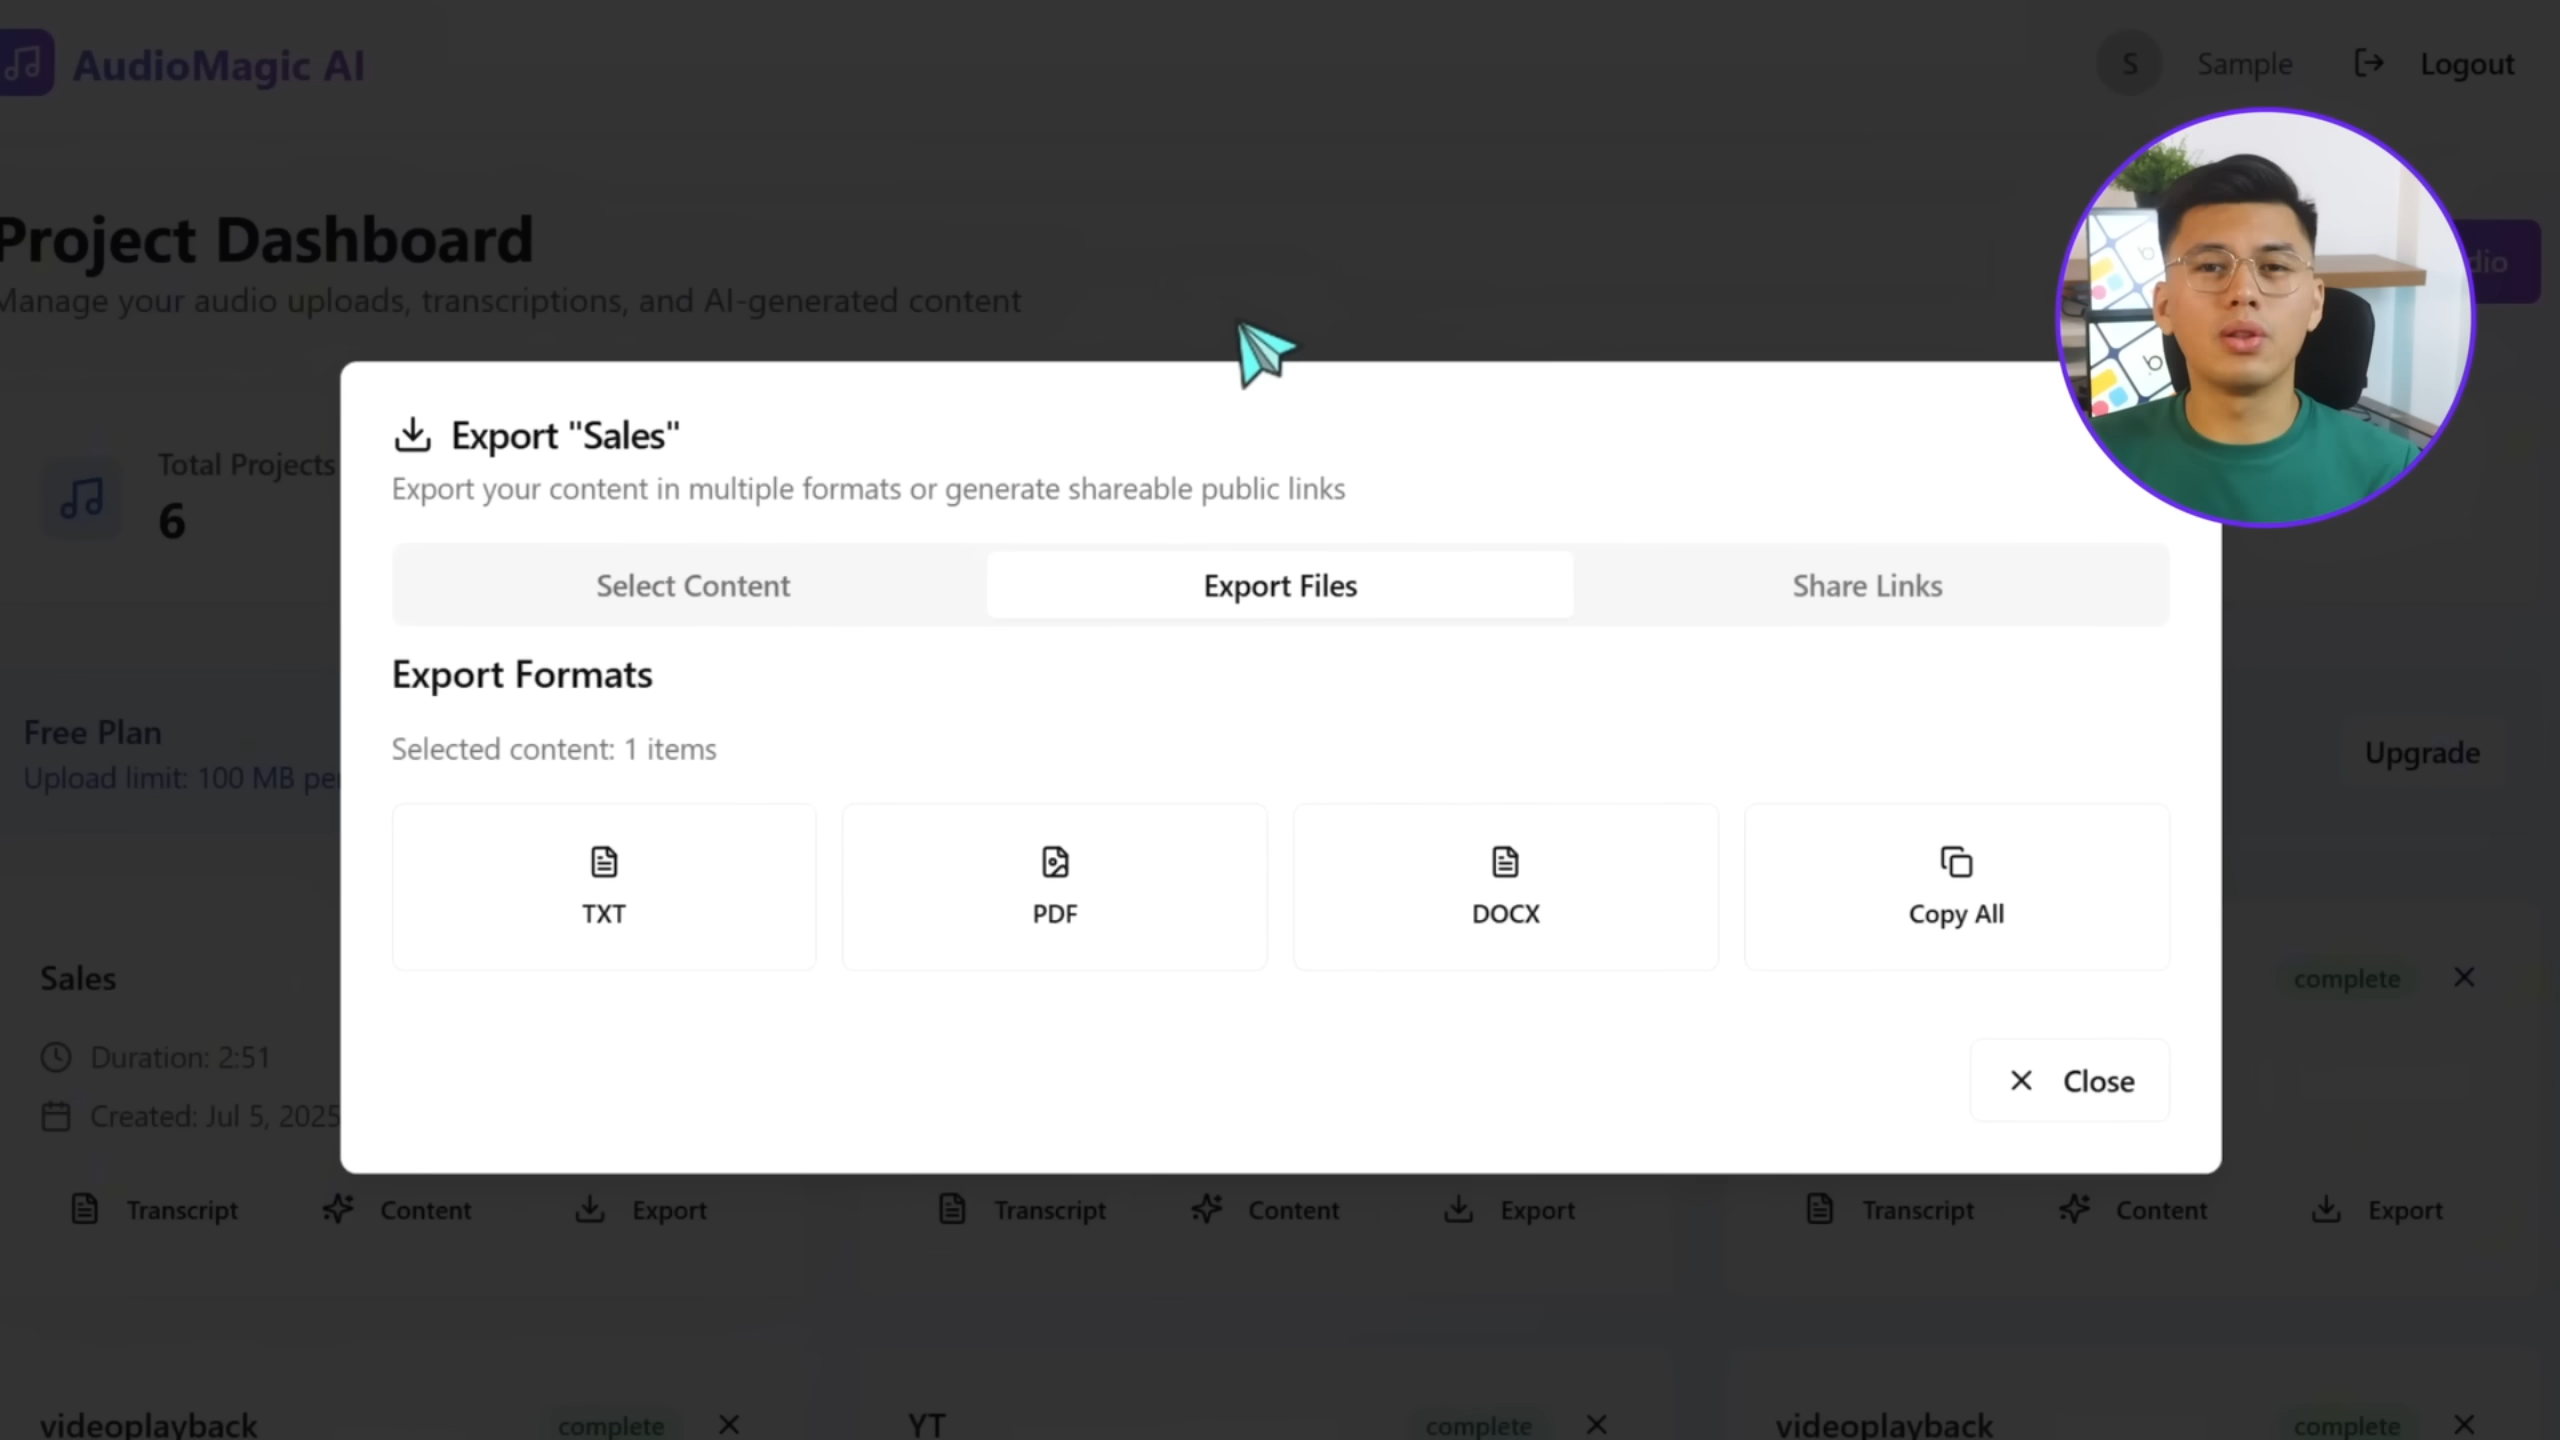 AudioMagic AI
S Sample Logout
Project Dashboard
dio
Manage your audio uploads, transcriptions, and AI-generated content
Export "Sales"
Export your content in multiple formats or generate shareable public links
Total Projects
6
Select Content Export Files Share Links
Export Formats
Selected content: 1 items
Free Plan
Upload limit: 100 MB per
Upgrade
TXT PDF DOCX Copy All
Sales complete
Duration: 2:51
Created: Jul 5, 2025
Close
Transcript Content Export Transcript Content Export Transcript Content Export
videoplayback complete YT complete videoplayback complete